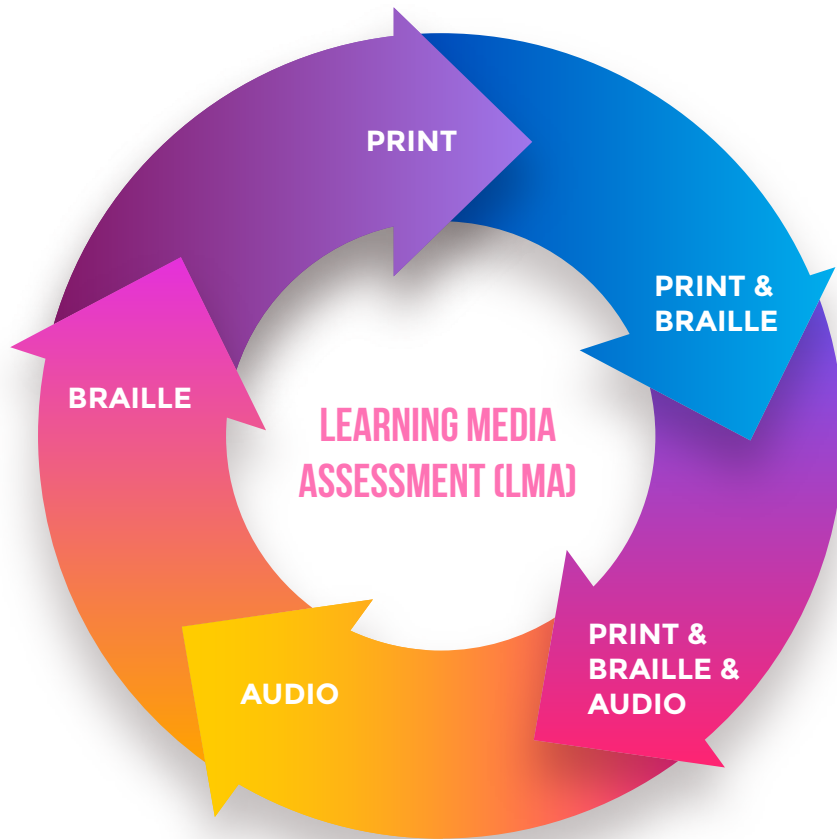 PRINT
PRINT &
BRAILLE
BRAILLE
LEARNING MEDIA
ASSESSMENT (LMA)
PRINT &
BRAILLE &
AUDIO
AUDIO